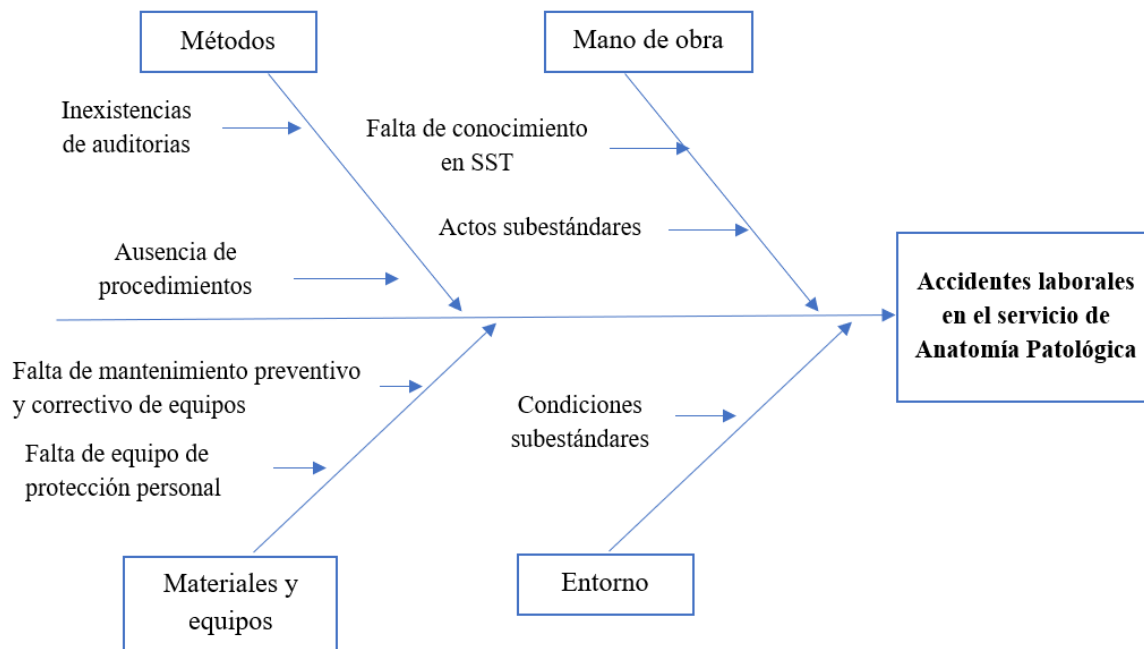 Métodos
Mano de obra
Inexistencias
de auditorias
Falta de conocimiento
en SST
Actos subestándares
Ausencia de
procedimientos
Accidentes laborales
en el servicio de
Anatomía Patológica
Falta de mantenimiento preventivo
y correctivo de equipos
Condiciones
subestándares
Falta de equipo de
protección personal
Materiales y
equipos
Entorno